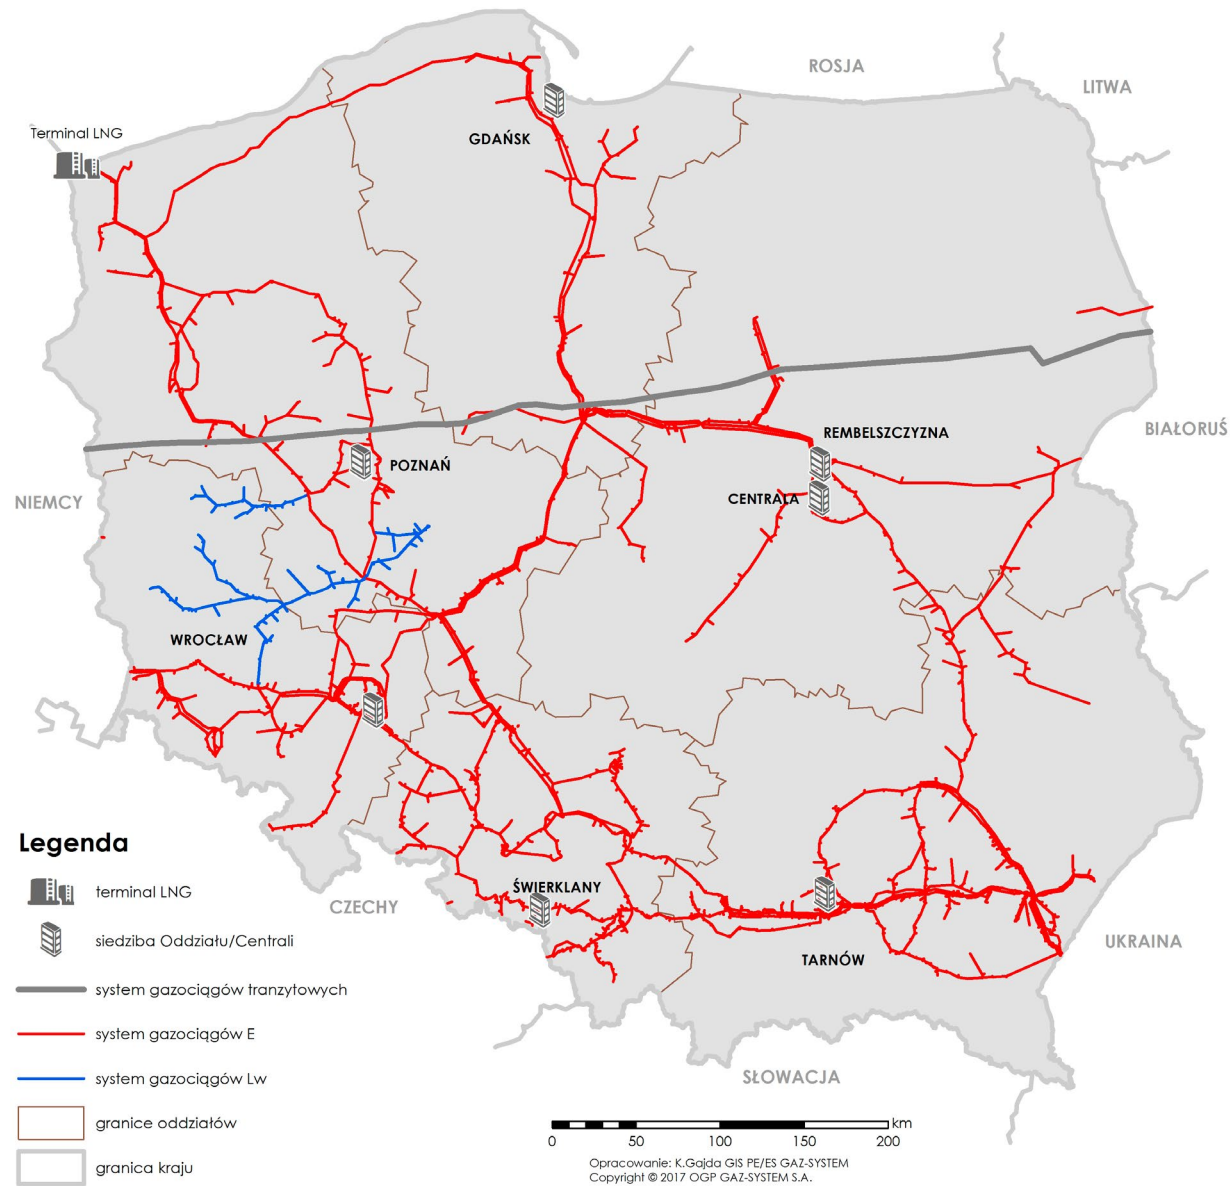 ROSJA
LITWA
Terminal LNG
GDAŃSK
BIAŁORUŚ
REMBELSZCZYZNA
POZNAŃ
NIEMCY
CENTRALA
WROCŁAW
Legenda
terminal LNG
siedziba Oddziału/Centrali
system gazociągów tranzytowych
system gazociągów E
system gazociągów Lw
granice oddziałów
granica kraju
ŚWIERKLANY
CZECHY
UKRAINA
TARNÓW
SŁOWACJA
km
0 50 100 150 200
Opracowanie: K.Gajda GIS PE/ES GAZ-SYSTEM
Copyright © 2017 OGP GAZ-SYSTEM S.A.